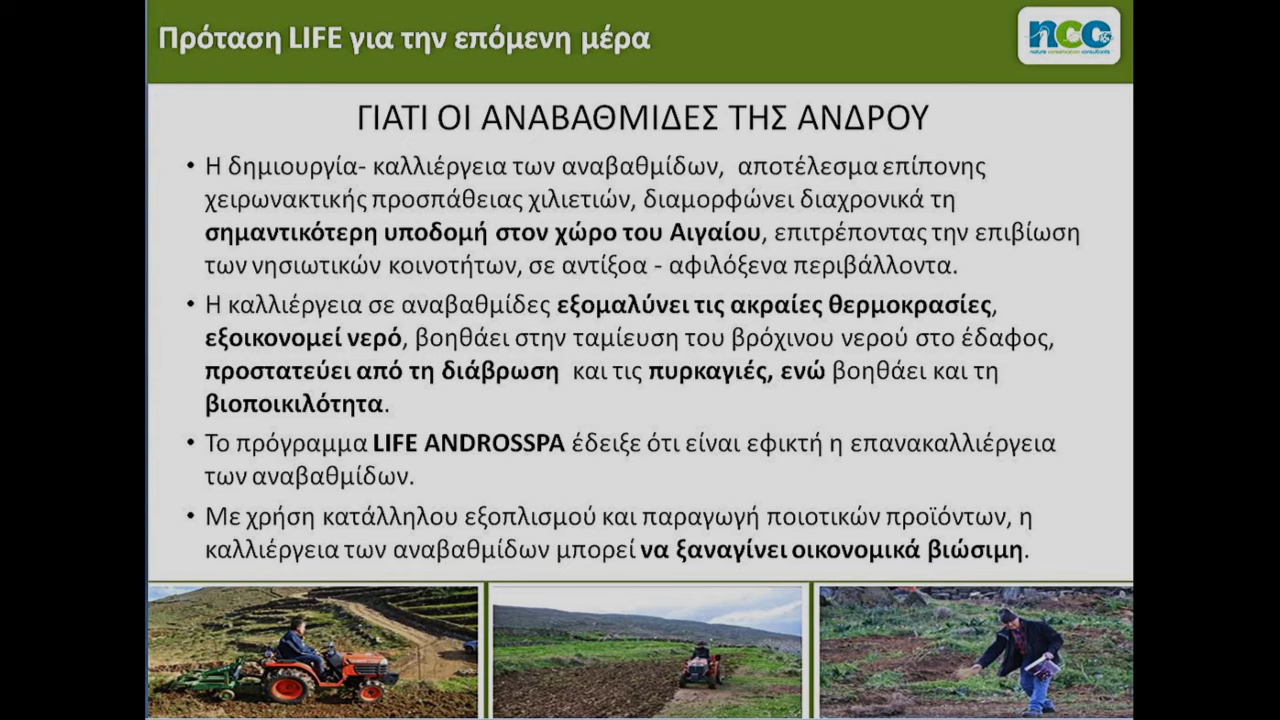 Πρόταση LIFE για την επόμενη μέρα
ncc
nature conservation consultants
ΓΙΑΤΙ ΟΙ ΑΝΑΒΑΘΜΙΔΕΣ ΤΗΣ ΑΝΔΡΟΥ
• Η δημιουργία- καλλιέργεια των αναβαθμίδων, αποτέλεσμα επίπονης
χειρωνακτικής προσπάθειας χιλιετιών, διαμορφώνει διαχρονικά τη
σημαντικότερη υποδομή στον χώρο του Αιγαίου, επιτρέποντας την επιβίωση
των νησιωτικών κοινοτήτων, σε αντίξοα - αφιλόξενα περιβάλλοντα.
• Η καλλιέργεια σε αναβαθμίδες εξομαλύνει τις ακραίες θερμοκρασίες,
εξοικονομεί νερό, βοηθάει στην ταμίευση του βρόχινου νερού στο έδαφος,
προστατεύει από τη διάβρωση και τις πυρκαγιές, ενώ βοηθάει και τη
βιοποικιλότητα.
• Το πρόγραμμα LIFE ANDROSSPA έδειξε ότι είναι εφικτή η επανακαλλιέργεια
των αναβαθμίδων.
• Με χρήση κατάλληλου εξοπλισμού και παραγωγή ποιοτικών προϊόντων, η
καλλιέργεια των αναβαθμίδων μπορεί να ξαναγίνει οικονομικά βιώσιμη.